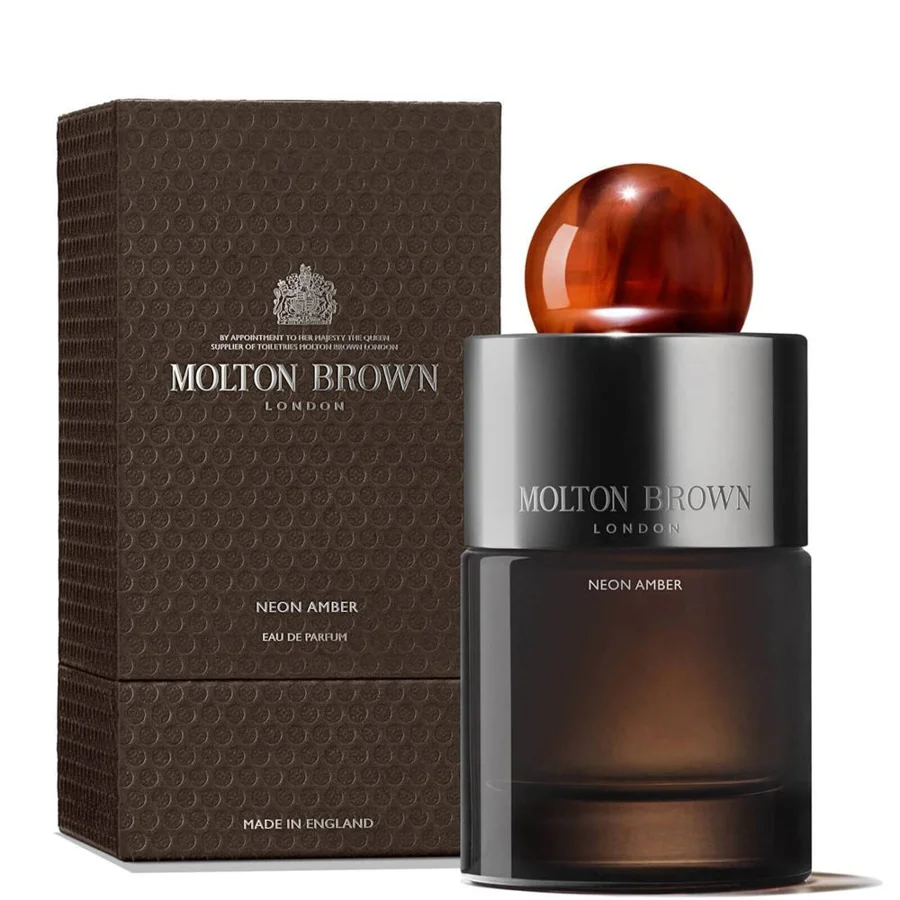 BY APPOINTMENT TO HER MAJESTY THE QUEEN
SUPPLIER OF TOILETRIES MOLTON BROWN LONDON
MOLTON BROWN
LONDON
NEON AMBER
EAU DE PARFUM
MADE IN ENGLAND
MOLTON BROWN
LONDON
NEON AMBER